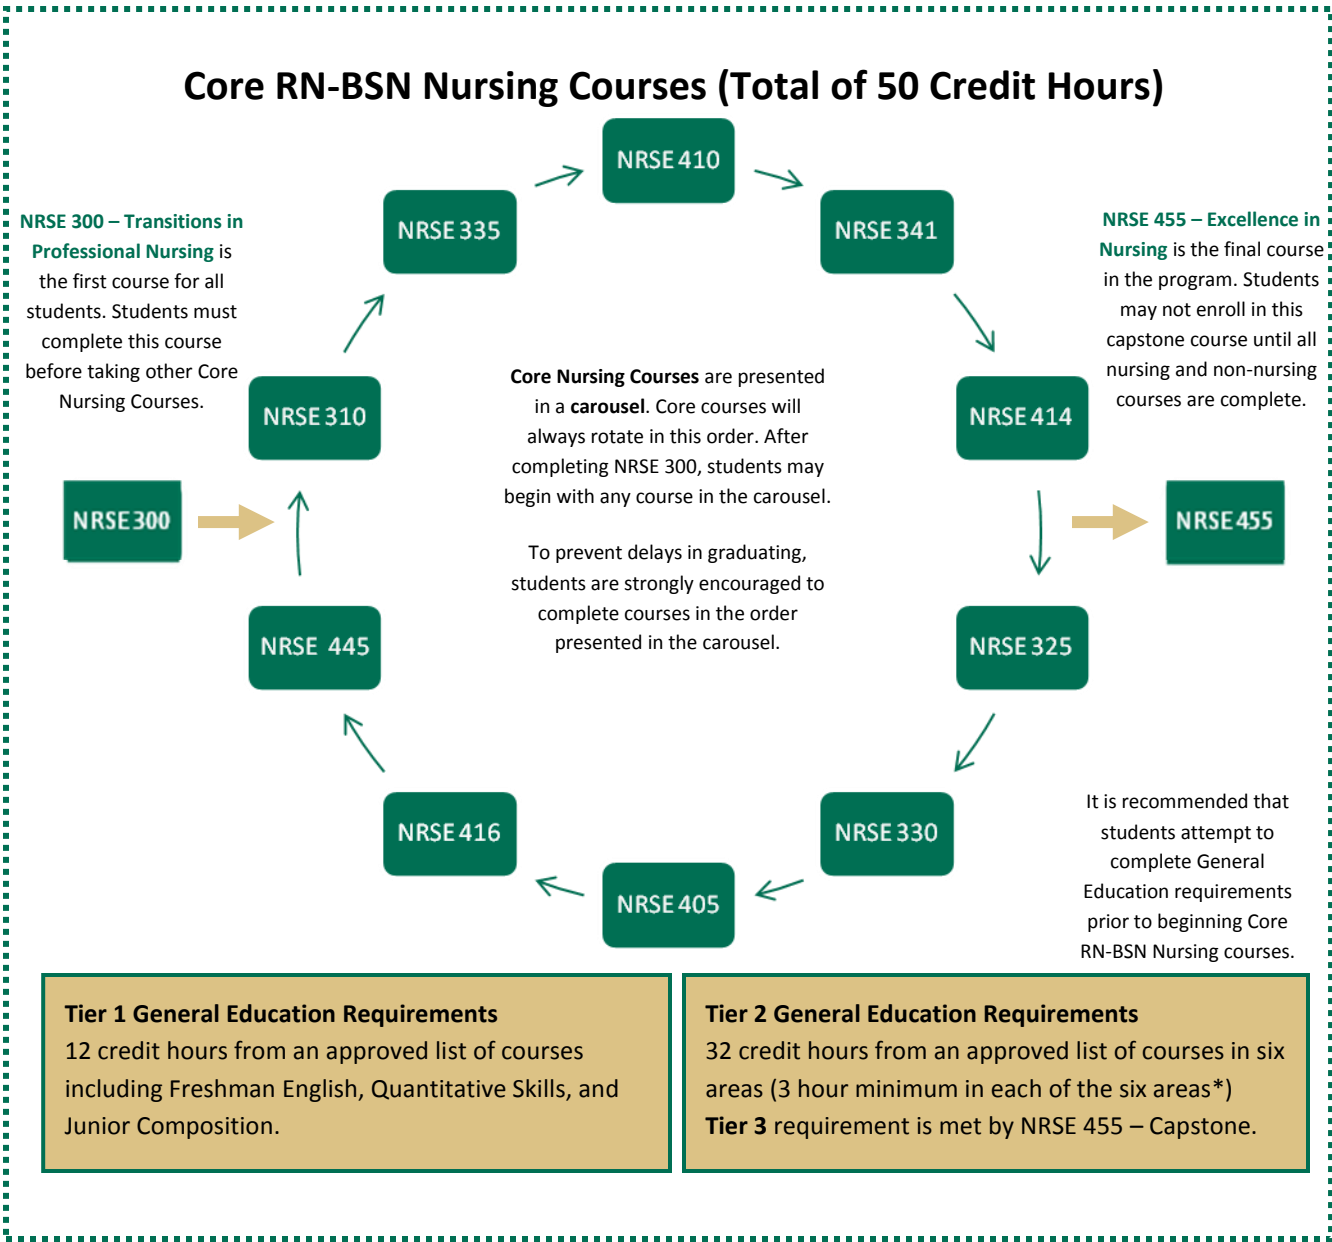 Core RN-BSN Nursing Courses (Total of 50 Credit Hours)
NRSE 410
NRSE 335
NRSE 341
NRSE 300 – Transitions in
Professional Nursing is
the first course for all
students. Students must
complete this course
before taking other Core
Nursing Courses.
NRSE 455 – Excellence in
Nursing is the final course
in the program. Students
may not enroll in this
capstone course until all
nursing and non-nursing
courses are complete.
NRSE 310
Core Nursing Courses are presented
in a carousel. Core courses will
always rotate in this order. After
completing NRSE 300, students may
begin with any course in the carousel.
To prevent delays in graduating,
students are strongly encouraged to
complete courses in the order
presented in the carousel.
NRSE 414
NRSE 300
NRSE 455
NRSE 445
NRSE 325
NRSE 416
NRSE 330
NRSE 405
It is recommended that
students attempt to
complete General
Education requirements
prior to beginning Core
RN-BSN Nursing courses.
Tier 1 General Education Requirements
12 credit hours from an approved list of courses
including Freshman English, Quantitative Skills, and
Junior Composition.
Tier 2 General Education Requirements
32 credit hours from an approved list of courses in six
areas (3 hour minimum in each of the six areas*)
Tier 3 requirement is met by NRSE 455 – Capstone.